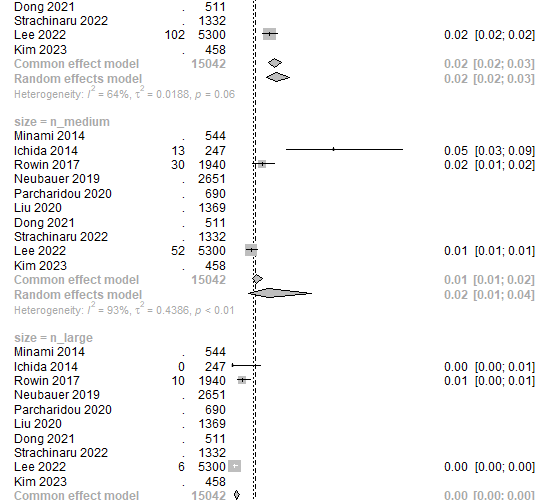 Dong 2021 . 511
Strachinaru 2022 . 1332
Lee 2022 102 5300 0.02 [0.02; 0.02]
Kim 2023 . 458
Common effect model 15042 0.02 [0.02; 0.03]
Random effects model 0.02 [0.02; 0.03]
Heterogeneity: I² = 64%, τ² = 0.0188, p = 0.06
size = n_medium
Minami 2014 . 544
Ichida 2014 13 247 0.05 [0.03; 0.09]
Rowin 2017 30 1940 0.02 [0.01; 0.02]
Neubauer 2019 . 2651
Parcharidou 2020 . 690
Liu 2020 . 1369
Dong 2021 . 511
Strachinaru 2022 . 1332
Lee 2022 52 5300 0.01 [0.01; 0.01]
Kim 2023 . 458
Common effect model 15042 0.01 [0.01; 0.02]
Random effects model 0.02 [0.01; 0.04]
Heterogeneity: I² = 93%, τ² = 0.4386, p < 0.01
size = n_large
Minami 2014 . 544
Ichida 2014 0 247 0.00 [0.00; 0.01]
Rowin 2017 10 1940 0.01 [0.00; 0.01]
Neubauer 2019 . 2651
Parcharidou 2020 . 690
Liu 2020 . 1369
Dong 2021 . 511
Strachinaru 2022 . 1332
Lee 2022 6 5300 0.00 [0.00; 0.00]
Kim 2023 . 458
Common effect model 15042 0.00 [0.00; 0.00]